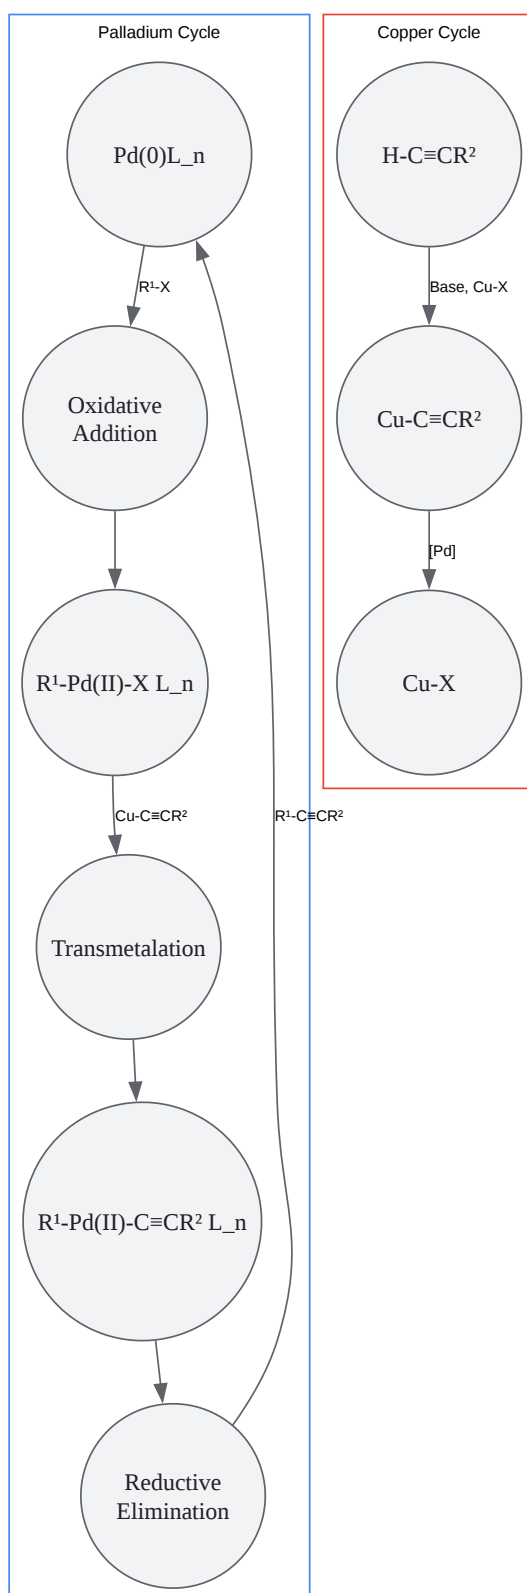 Palladium Cycle
Pd(0)L_n
R¹-X
Oxidative
Addition
R¹-Pd(II)-X L_n
Cu-C≡CR²
R¹-C≡CR²
Transmetalation
R¹-Pd(II)-C≡CR² L_n
Reductive
Elimination
Copper Cycle
H-C≡CR²
Base, Cu-X
Cu-C≡CR²
[Pd]
Cu-X